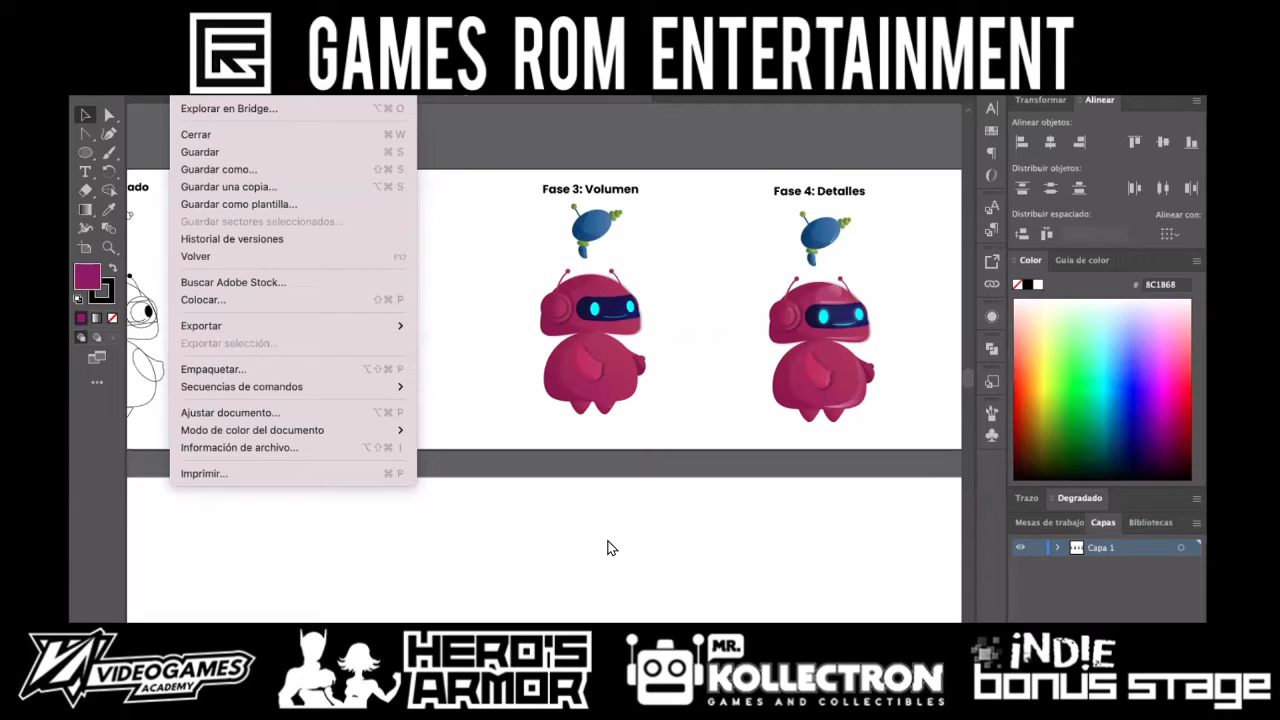 GAMES ROM ENTERTAINMENT
Explorar en Bridge... ⌥⌘ O
Cerrar ⌘ W
Guardar ⌘ S
Guardar como... ⇧⌘ S
Guardar una copia... ⌥⌘ S
Guardar como plantilla...
Guardar sectores seleccionados...
Historial de versiones
Volver F12
Buscar Adobe Stock...
Colocar... ⇧⌘ P
Exportar
Exportar selección...
Empaquetar... ⌥⇧⌘ P
Secuencias de comandos
Ajustar documento... ⌥⌘ P
Modo de color del documento
Información de archivo... ⌥⇧⌘ I
Imprimir... ⌘ P
ado
Fase 3: Volumen
Fase 4: Detalles
Transformar
Alinear
Alinear objetos:
Distribuir objetos:
Distribuir espaciado:
Alinear con:
Color
Guía de color
# 8C1868
Trazo
Degradado
Mesas de trabajo
Capas
Bibliotecas
Capa 1
VIDEOGAMES
ACADEMY
HERO'S
ARMOR
MR.
KOLLECTRON
GAMES AND COLLECTIBLES
INDIE
bonus stage